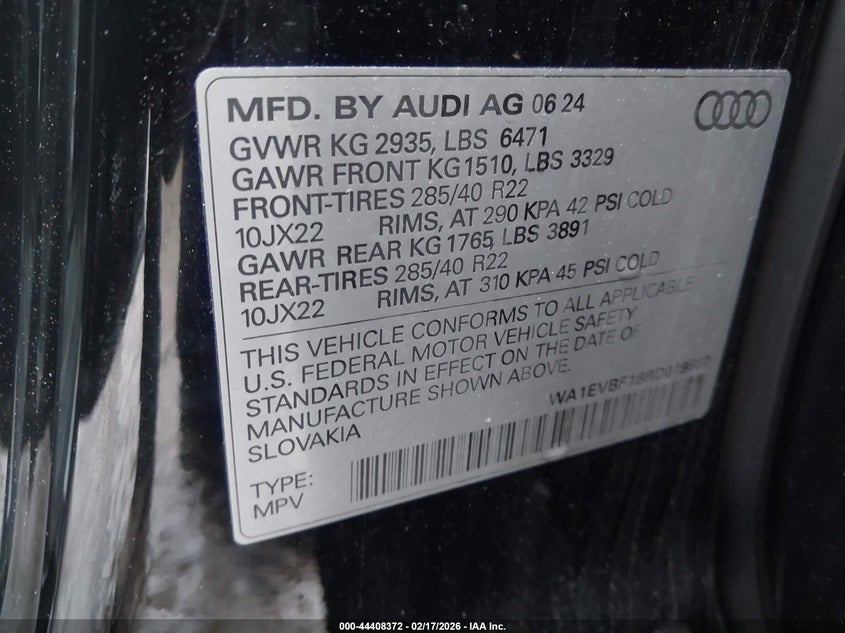 MFD. BY AUDI AG 06 24
GVWR KG 2935, LBS 6471
GAWR FRONT KG1510, LBS 3329
FRONT-TIRES 285/40 R22
10JX22 RIMS, AT 290 KPA 42 PSI COLD
GAWR REAR KG 1765, LBS 3891
REAR-TIRES 285/40 R22
10JX22 RIMS, AT 310 KPA 45 PSI COLD
THIS VEHICLE CONFORMS TO ALL APPLICABLE
U.S. FEDERAL MOTOR VEHICLE SAFETY
STANDARDS IN EFFECT ON THE DATE OF
MANUFACTURE SHOWN ABOVE.
SLOVAKIA
TYPE:
MPV
000-44408372 - 02/17/2026 - IAA Inc.